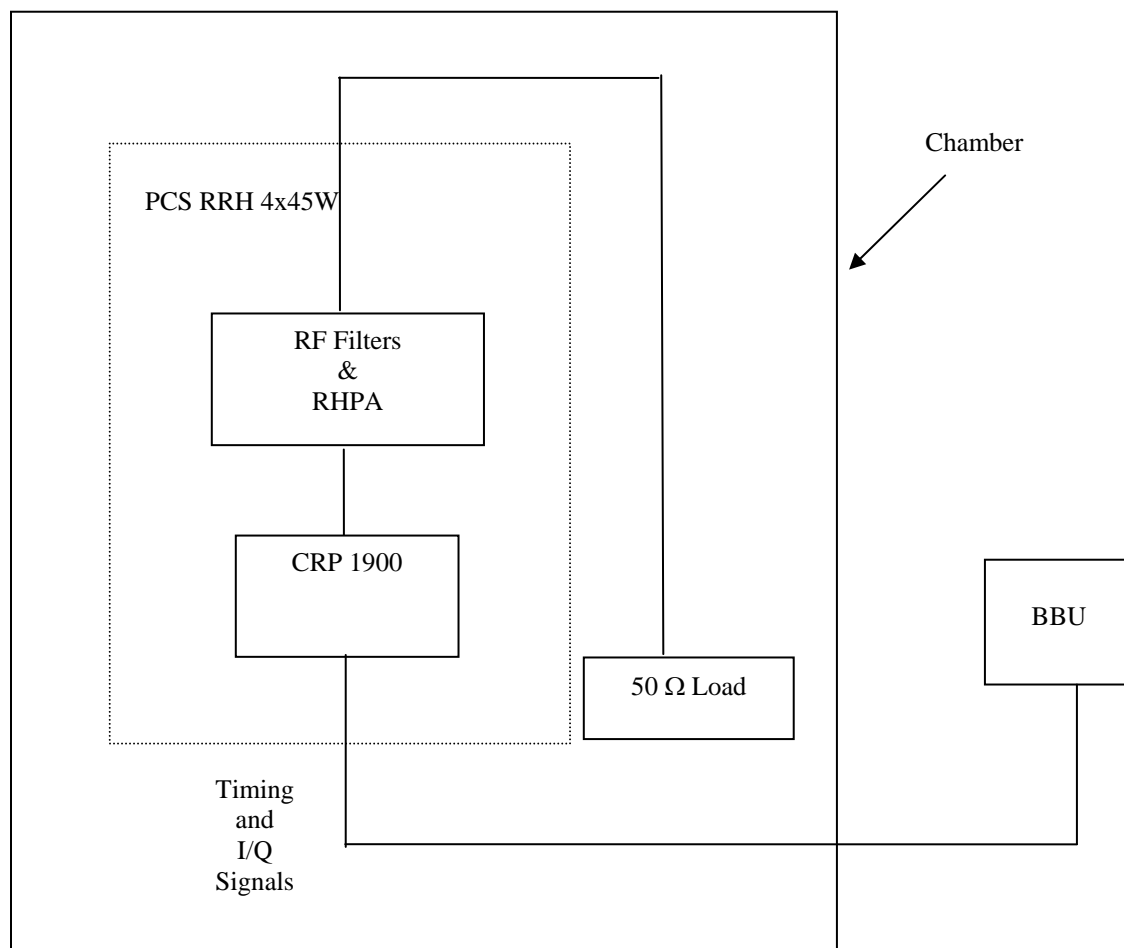 Chamber
PCS RRH 4x45W
RF Filters
&
RHPA
CRP 1900
BBU
50 Ω Load
Timing
and
I/Q
Signals